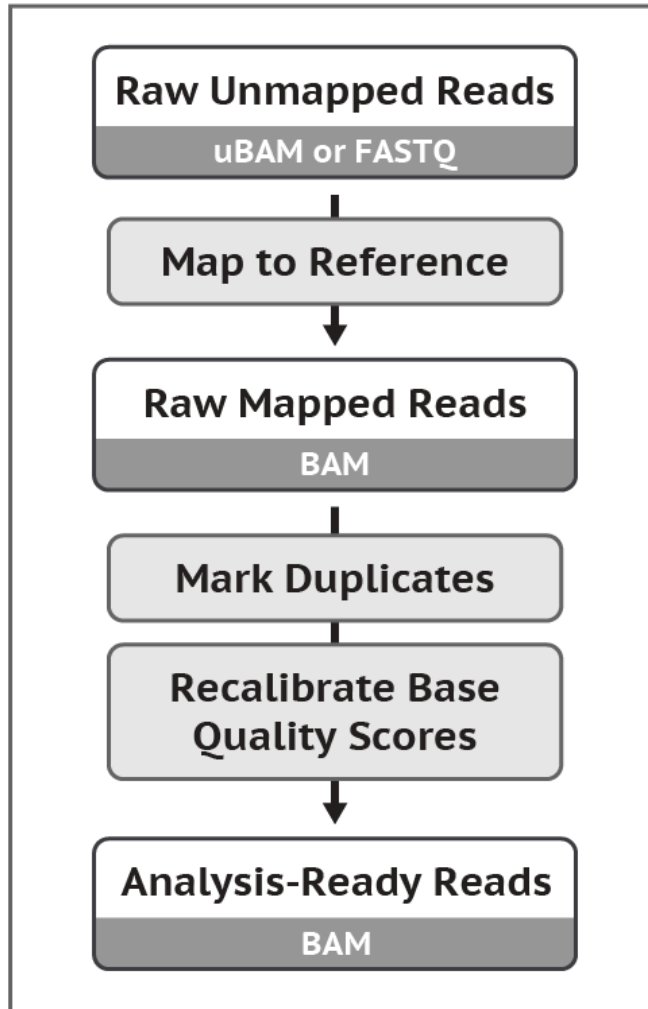 Raw Unmapped Reads
uBAM or FASTQ
Map to Reference
Raw Mapped Reads
BAM
Mark Duplicates
Recalibrate Base
Quality Scores
Analysis-Ready Reads
BAM